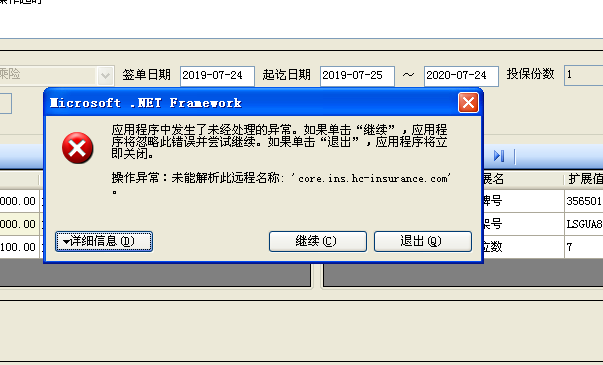 乘险
签单日期
2019-07-24
起讫日期
2019-07-25
～
2020-07-24
投保份数
1
Microsoft .NET Framework
应用程序中发生了未经处理的异常。如果单击“继续”，应用程
序将忽略此错误并尝试继续。如果单击“退出”，应用程序将立
即关闭。
操作异常：未能解析此远程名称: 'core.ins.hc-insurance.com'
。
详细信息(D)
继续(C)
退出(Q)
展名
扩展值
000.00
牌号
356501
000.00
架号
LSGUA8
100.00
位数
7